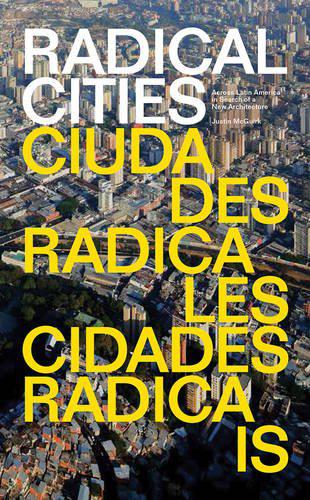 RADICAL
CITIES
Across Latin America
in Search of a
New Architecture
Justin McGuirk
CIUDA
DES
RADICA
LES
CIDADES
RADICA
IS